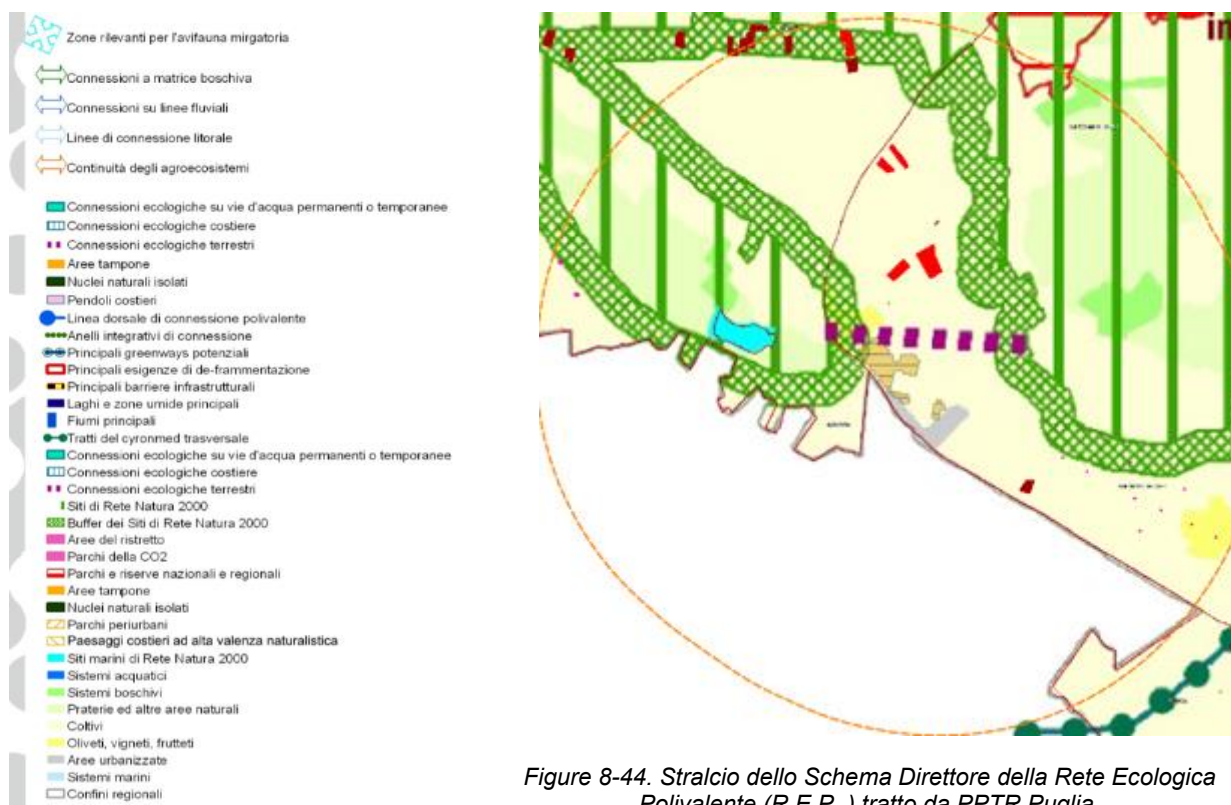 Zone rilevanti per l'avifauna mirgatoria
Connessioni a matrice boschiva
Connessioni su linee fluviali
Linee di connessione litorale
Continuità degli agroecosistemi
Connessioni ecologiche su vie d'acqua permanenti o temporanee
Connessioni ecologiche costiere
Connessioni ecologiche terrestri
Aree tampone
Nuclei naturali isolati
Pendoli costieri
Linea dorsale di connessione polivalente
Anelli integrativi di connessione
Principali greenways potenziali
Principali esigenze di de-frammentazione
Principali barriere infrastrutturali
Laghi e zone umide principali
Fiumi principali
Tratti del cyronmed trasversale
Connessioni ecologiche su vie d'acqua permanenti o temporanee
Connessioni ecologiche costiere
Connessioni ecologiche terrestri
Siti di Rete Natura 2000
Buffer dei Siti di Rete Natura 2000
Aree del ristretto
Parchi della CO2
Parchi e riserve nazionali e regionali
Aree tampone
Nuclei naturali isolati
Parchi periurbani
Paesaggi costieri ad alta valenza naturalistica
Siti marini di Rete Natura 2000
Sistemi acquatici
Sistemi boschivi
Praterie ed altre aree naturali
Coltivi
Oliveti, vigneti, frutteti
Aree urbanizzate
Sistemi marini
Confini regionali
in
Figure 8-44. Stralcio dello Schema Direttore della Rete Ecologica
Polivalente (R.E.P.,) tratto da PPTR Puglia